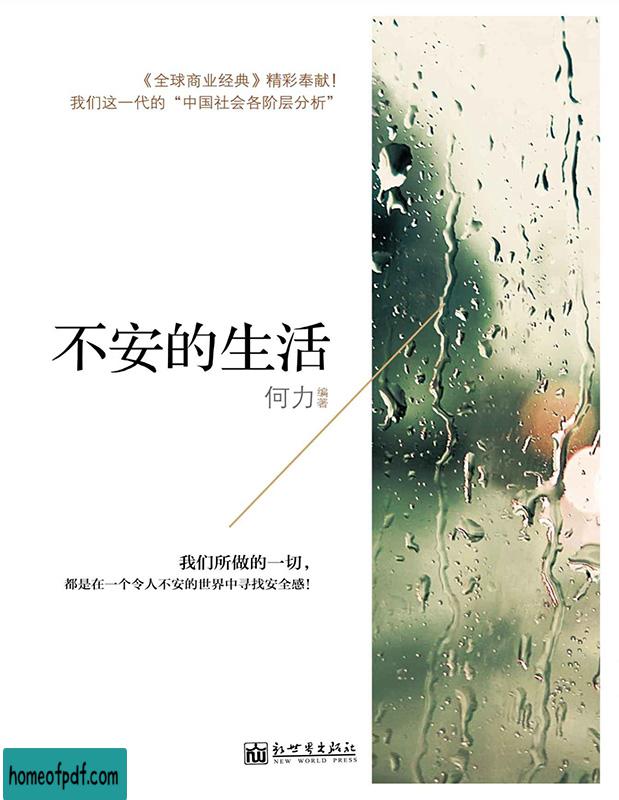 《全球商业经典》精彩奉献！
我们这一代的“中国社会各阶层分析”
不安的生活
何力 编著
我们所做的一切，
都是在一个令人不安的世界中寻找安全感！
新世界出版社
NEW WORLD PRESS
homeofpdf.com